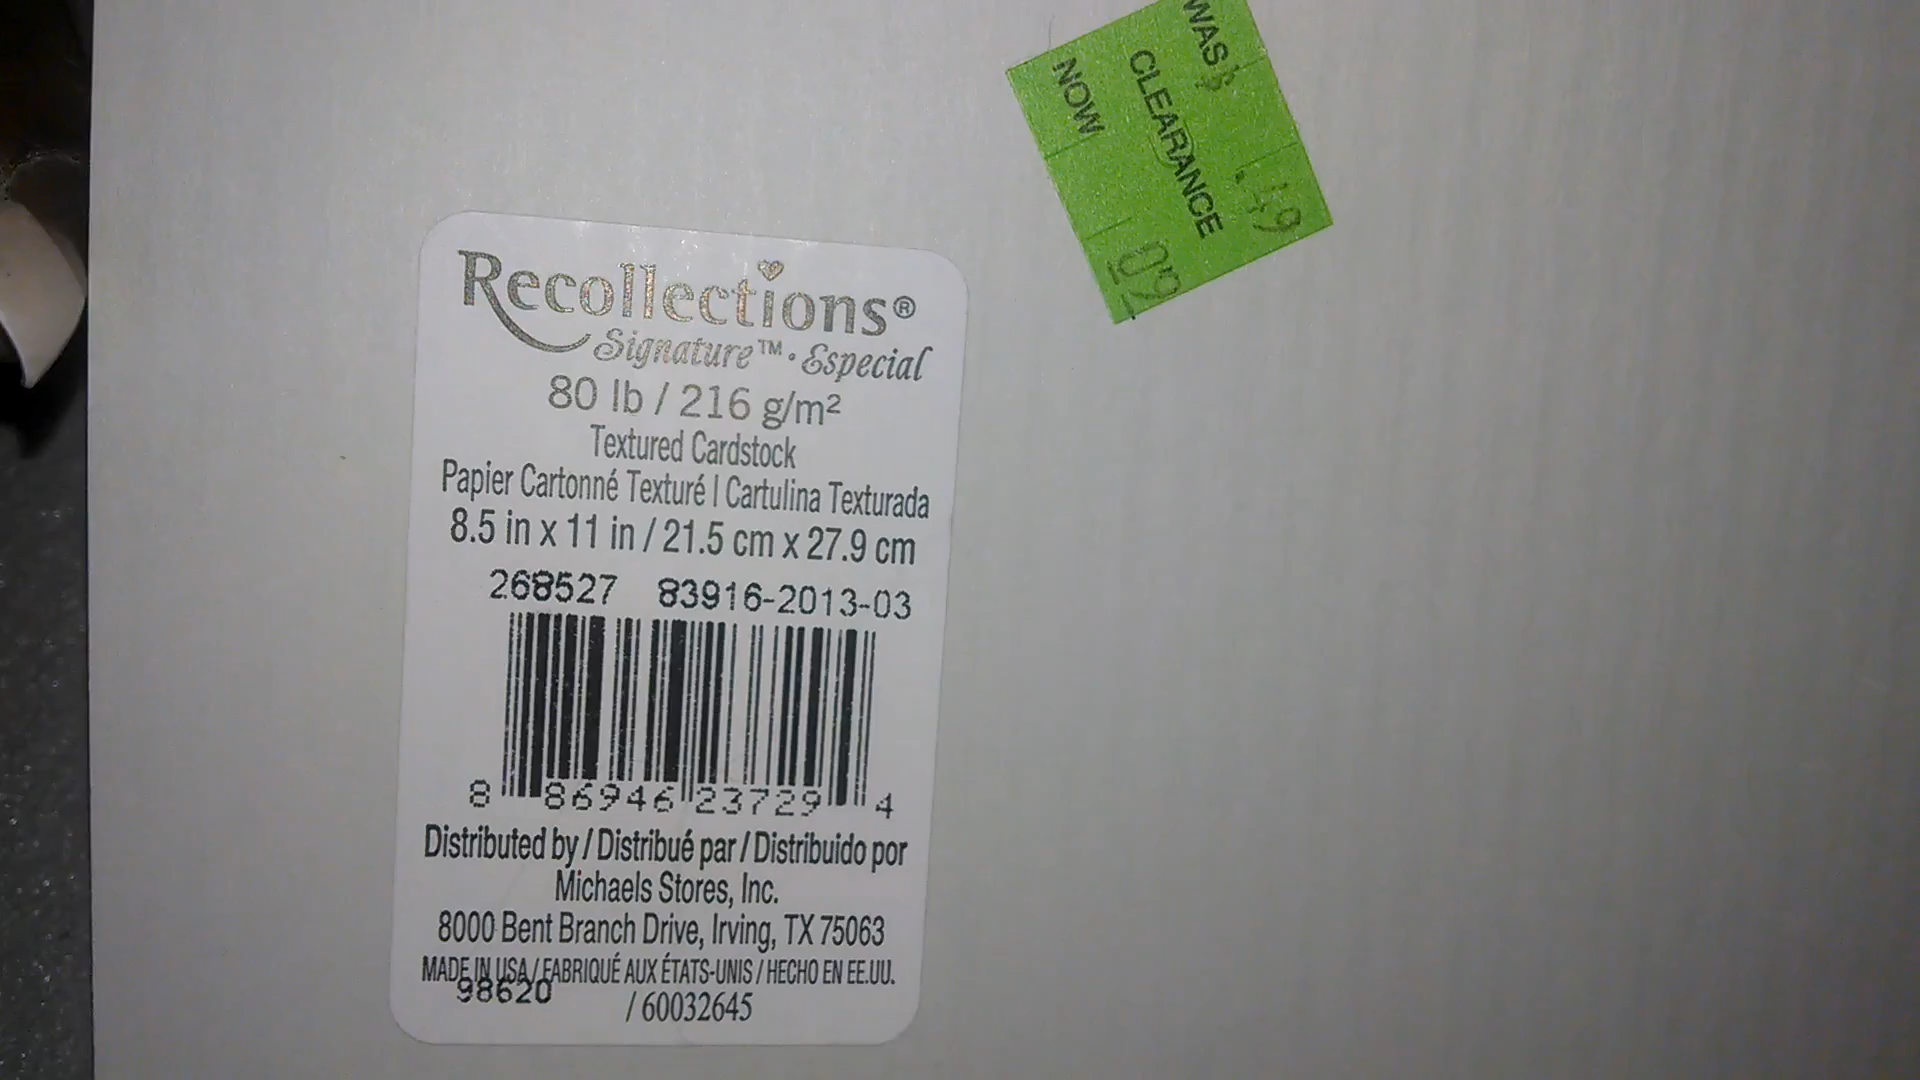 Recollections®
Signature™ • Especial
80 lb / 216 g/m²
Textured Cardstock
Papier Cartonné Texturé | Cartulina Texturada
8.5 in x 11 in / 21.5 cm x 27.9 cm
268527 83916-2013-03
8 86946 23729 4
Distributed by / Distribué par / Distribuido por
Michaels Stores, Inc.
8000 Bent Branch Drive, Irving, TX 75063
MADE IN USA / FABRIQUÉ AUX ÉTATS-UNIS / HECHO EN EE.UU.
98620
/ 60032645
WAS $ .49
CLEARANCE
NOW